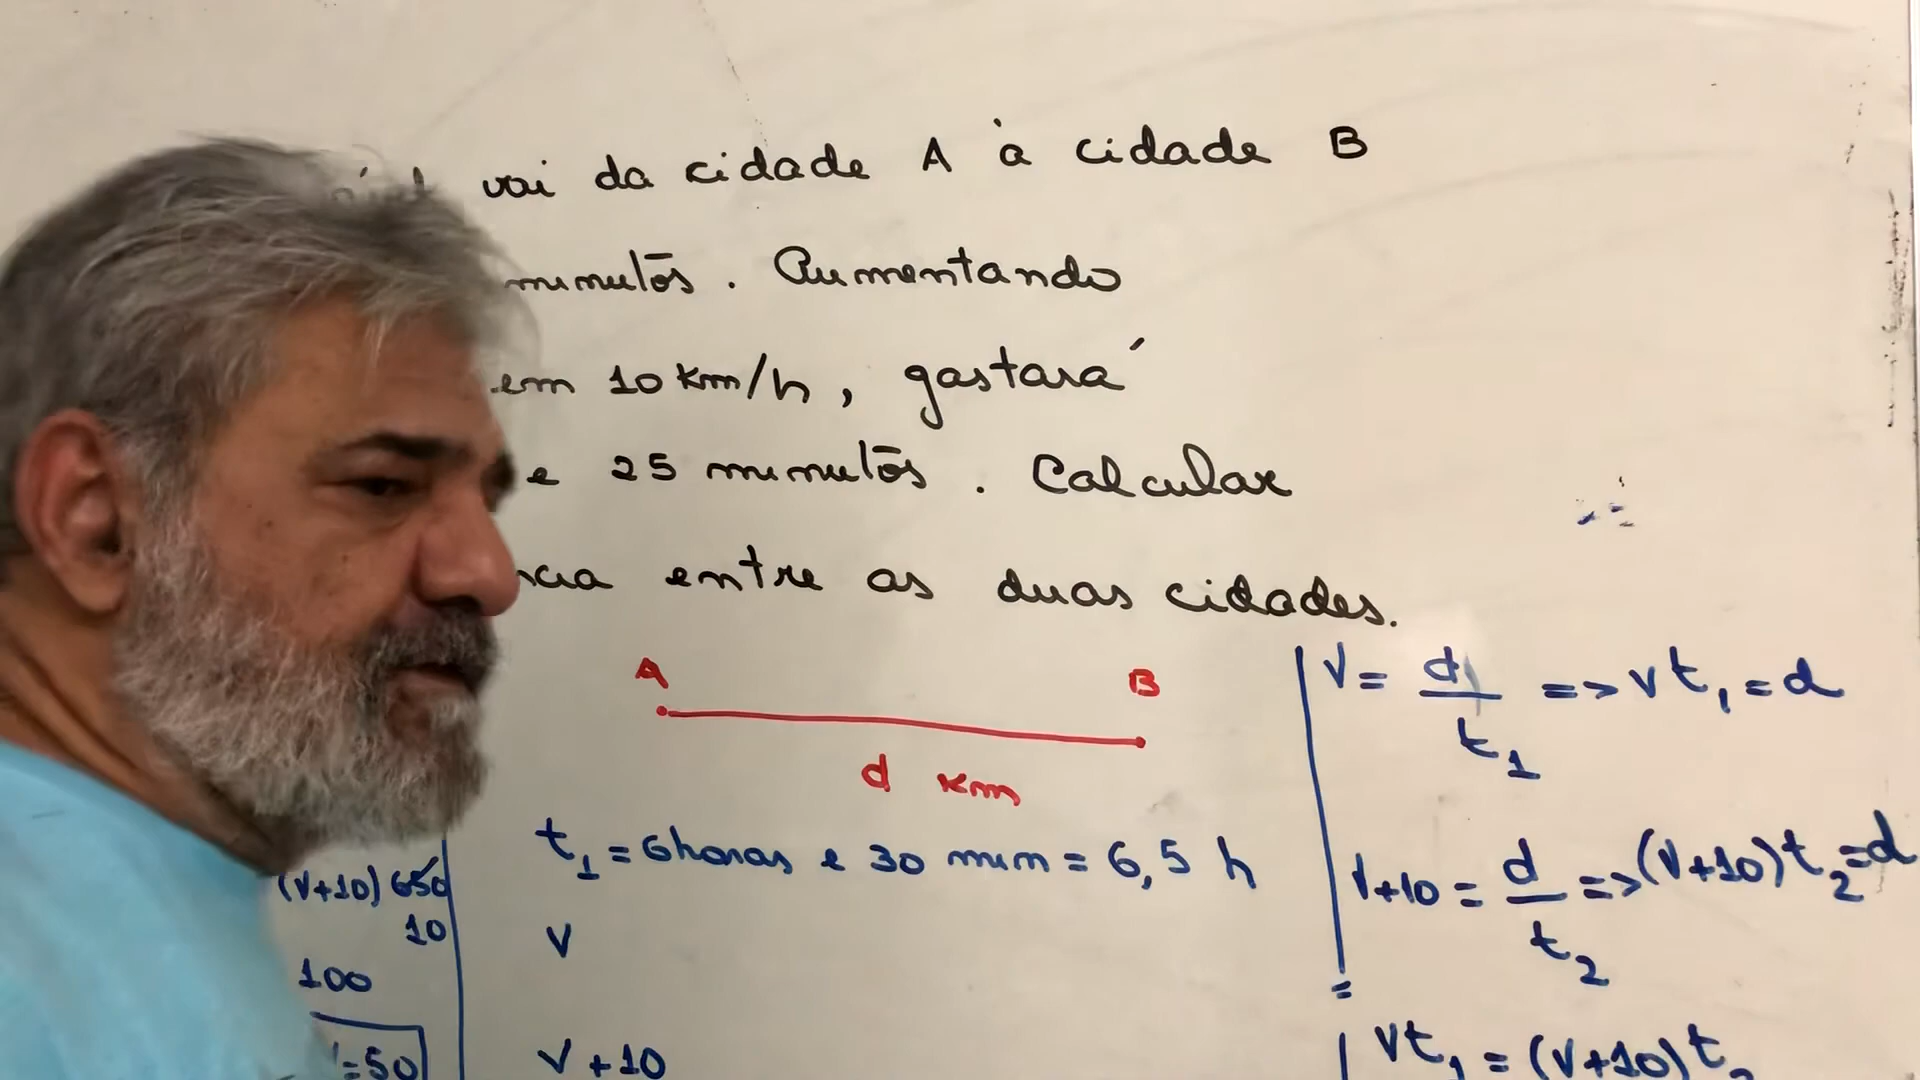 vai da cidade A à cidade B
minutos. Aumentando
em 10 km/h, gastará
e 25 minutos. Calcular
entre as duas cidades.
A B
d km
t₁ = 6 horas e 30 min = 6,5 h
V
V + 10
V = d/t₁ => V t₁ = d
V+10 = d/t₂ => (V+10) t₂ = d
=
Vt₁ = (V+10) t₂
(V+10) 650
10
100
=50